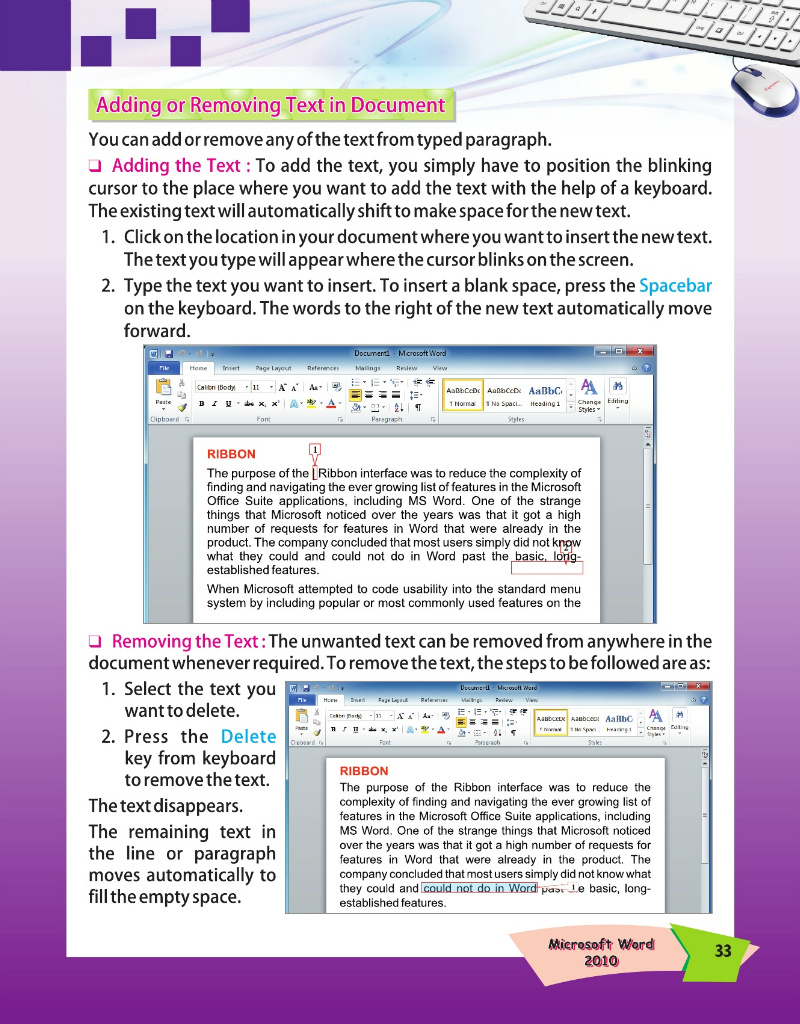 Adding or Removing Text in Document
You can add or remove any of the text from typed paragraph.
❑ Adding the Text : To add the text, you simply have to position the blinking
cursor to the place where you want to add the text with the help of a keyboard.
The existing text will automatically shift to make space for the new text.
1. Click on the location in your document where you want to insert the new text.
The text you type will appear where the cursor blinks on the screen.
2. Type the text you want to insert. To insert a blank space, press the Spacebar
on the keyboard. The words to the right of the new text automatically move
forward.
Document1 - Microsoft Word
File Home Insert Page Layout References Mailings Review View
Calibri (Body) 11
Paste
AaBbCcDc AaBbCcDc AaBbC
¶ Normal ¶ No Spaci... Heading 1
Change Styles
Editing
Clipboard Font Paragraph Styles
RIBBON
1
The purpose of the Ribbon interface was to reduce the complexity of
finding and navigating the ever growing list of features in the Microsoft
Office Suite applications, including MS Word. One of the strange
things that Microsoft noticed over the years was that it got a high
number of requests for features in Word that were already in the
product. The company concluded that most users simply did not know
what they could and could not do in Word past the basic, long-
established features.
When Microsoft attempted to code usability into the standard menu
system by including popular or most commonly used features on the
❑ Removing the Text : The unwanted text can be removed from anywhere in the
document whenever required. To remove the text, the steps to be followed are as:
1. Select the text you
want to delete.
2. Press the Delete
key from keyboard
to remove the text.
The text disappears.
The remaining text in
the line or paragraph
moves automatically to
fill the empty space.
Document1 - Microsoft Word
File Home Insert Page Layout References Mailings Review View
Calibri (Body) 11
Paste
AaBbCcDc AaBbCcDc AaBbC
¶ Normal ¶ No Spaci... Heading 1
Change Styles
Editing
Clipboard Font Paragraph Styles
RIBBON
The purpose of the Ribbon interface was to reduce the
complexity of finding and navigating the ever growing list of
features in the Microsoft Office Suite applications, including
MS Word. One of the strange things that Microsoft noticed
over the years was that it got a high number of requests for
features in Word that were already in the product. The
company concluded that most users simply did not know what
they could and could not do in Word past 1 e basic, long-
established features.
Microsoft Word
2010
33